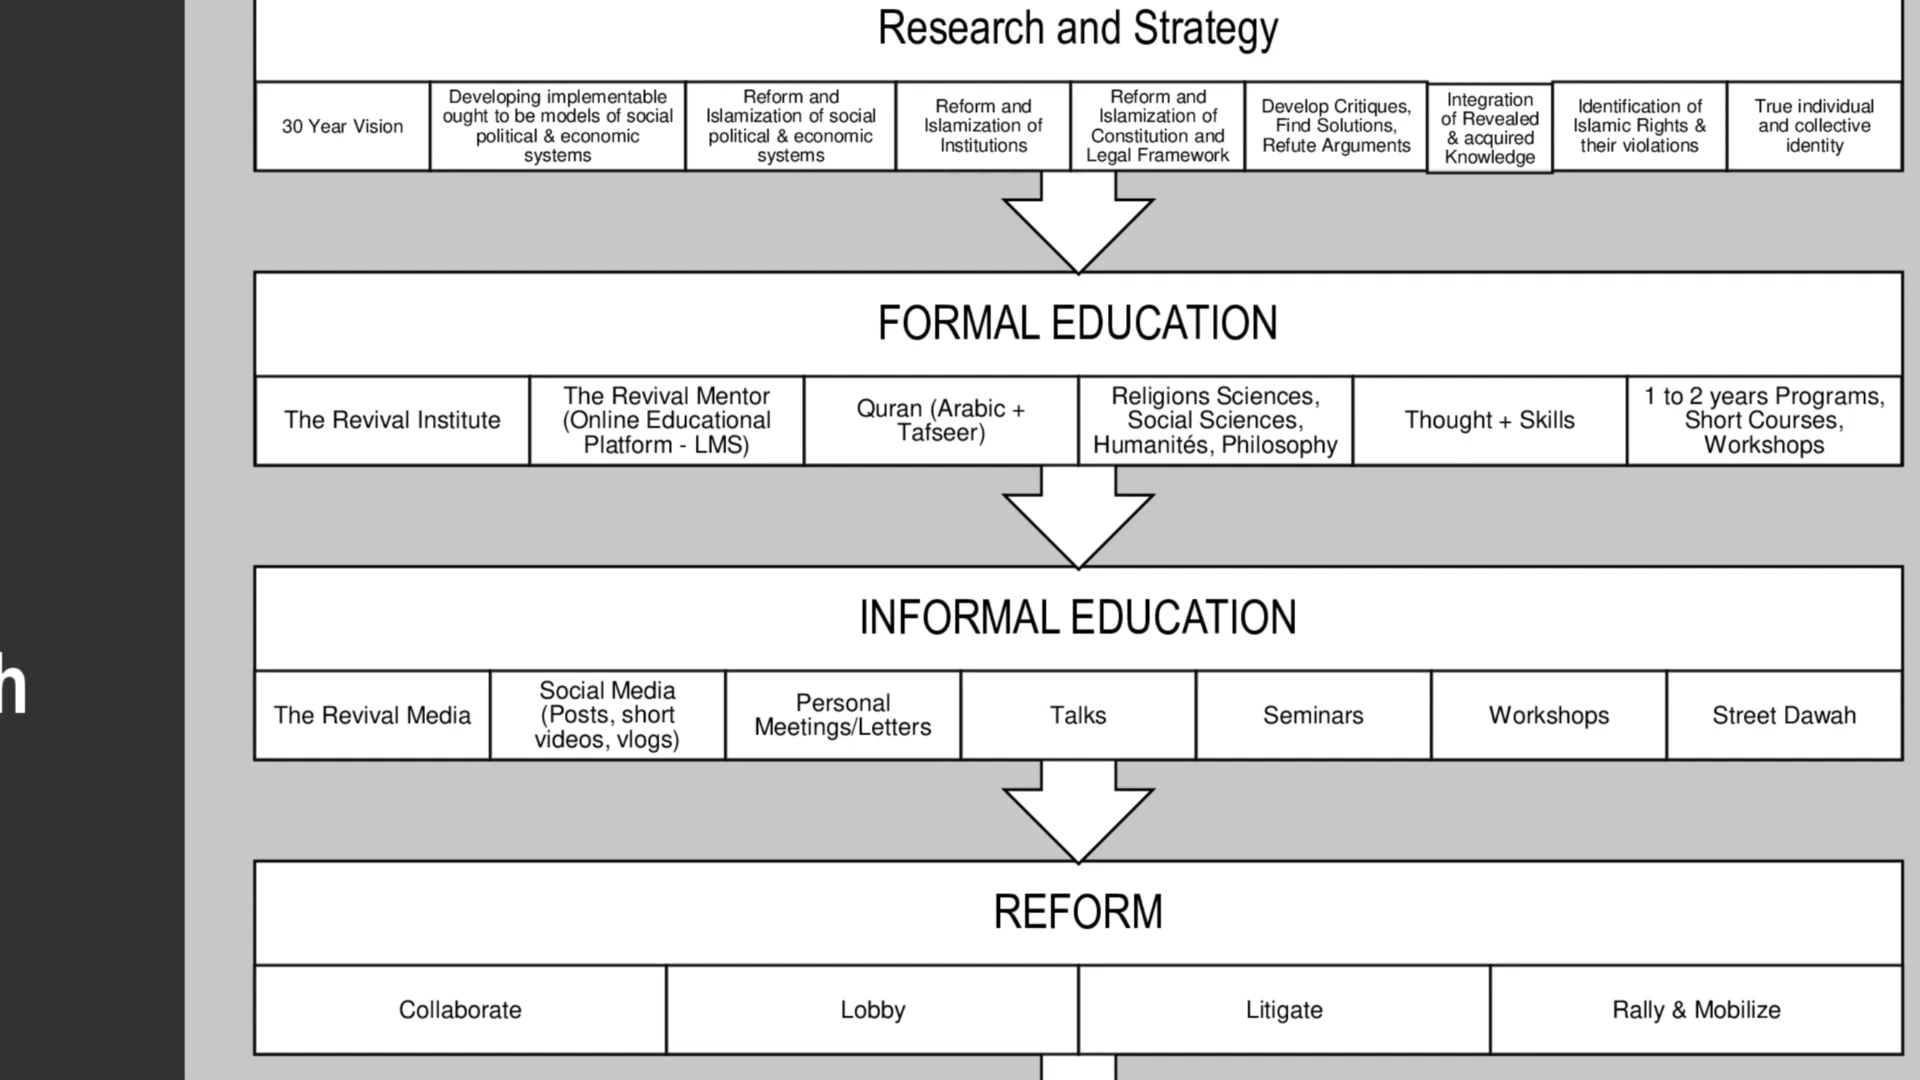 Research and Strategy
30 Year Vision
Developing implementable
ought to be models of social
political & economic
systems
Reform and
Islamization of social
political & economic
systems
Reform and
Islamization of
Institutions
Reform and
Islamization of
Constitution and
Legal Framework
Develop Critiques,
Find Solutions,
Refute Arguments
Integration
of Revealed
& acquired
Knowledge
Identification of
Islamic Rights &
their violations
True individual
and collective
identity
FORMAL EDUCATION
The Revival Institute
The Revival Mentor
(Online Educational
Platform - LMS)
Quran (Arabic +
Tafseer)
Religions Sciences,
Social Sciences,
Humanités, Philosophy
Thought + Skills
1 to 2 years Programs,
Short Courses,
Workshops
INFORMAL EDUCATION
h
The Revival Media
Social Media
(Posts, short
videos, vlogs)
Personal
Meetings/Letters
Talks
Seminars
Workshops
Street Dawah
REFORM
Collaborate
Lobby
Litigate
Rally & Mobilize